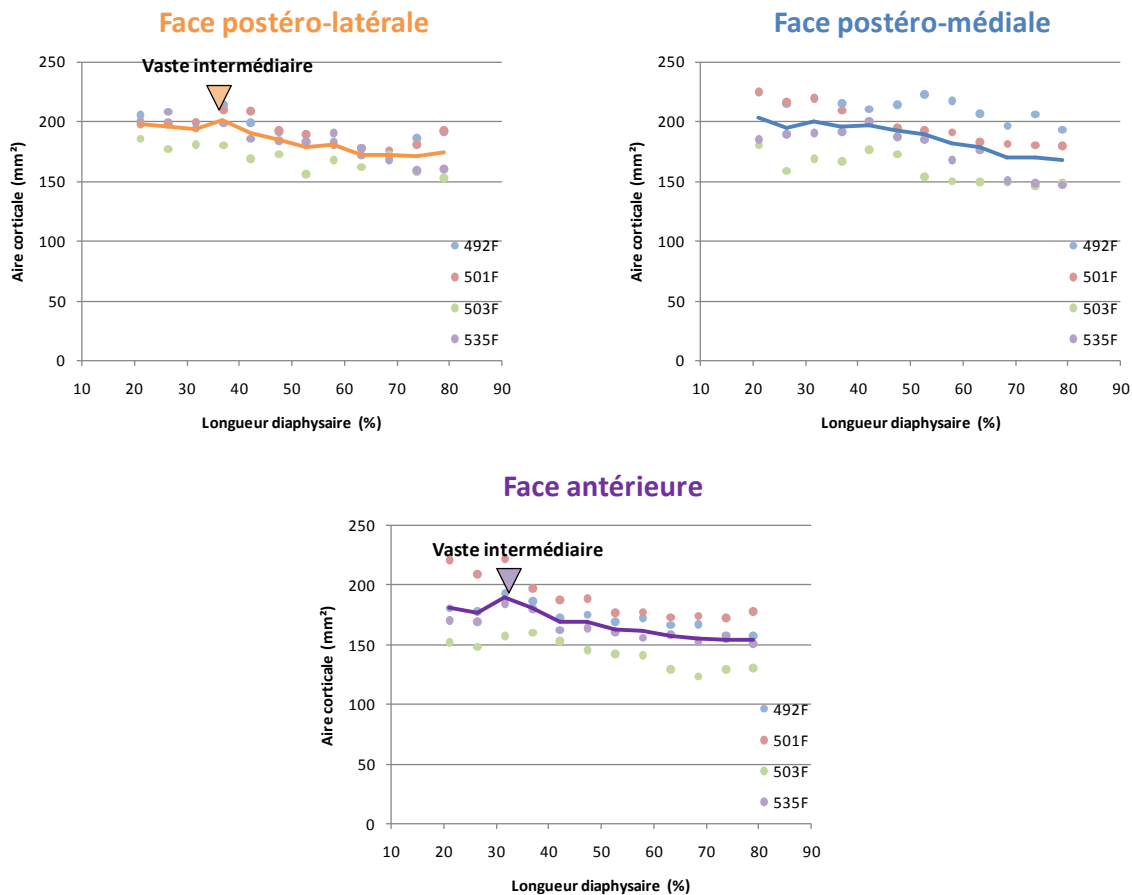 Face postéro-latérale
Vaste intermédiaire
250
200
150
100
50
0
Aire corticale (mm²)
10 20 30 40 50 60 70 80 90
Longueur diaphysaire (%)
492F
501F
503F
535F
Face postéro-médiale
250
200
150
100
50
0
Aire corticale (mm²)
10 20 30 40 50 60 70 80 90
Longueur diaphysaire (%)
492F
501F
503F
535F
Face antérieure
Vaste intermédiaire
250
200
150
100
50
0
Aire corticale (mm²)
10 20 30 40 50 60 70 80 90
Longueur diaphysaire (%)
492F
501F
503F
535F